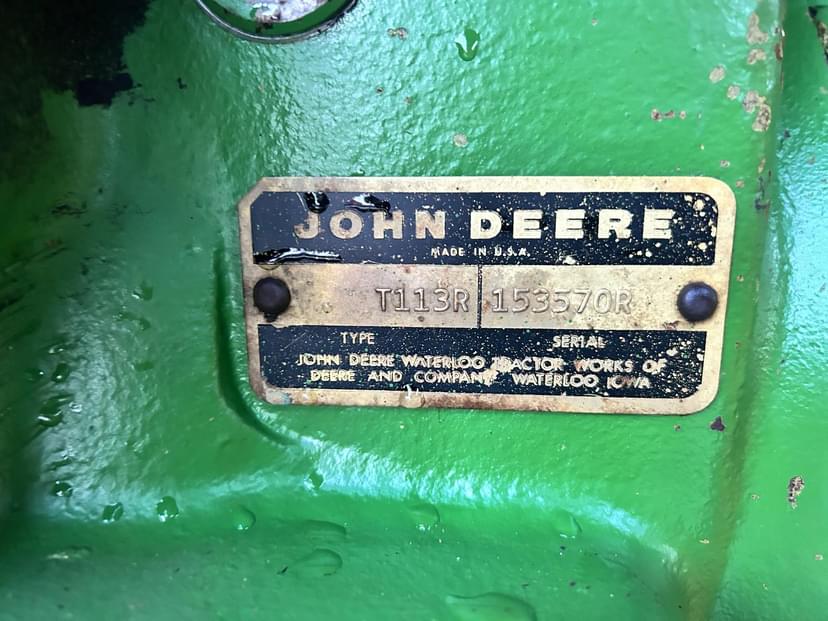 JOHN DEERE
MADE IN U.S.A.
T113R 153570R
TYPE SERIAL
JOHN DEERE WATERLOO TRACTOR WORKS OF
DEERE AND COMPANY WATERLOO IOWA